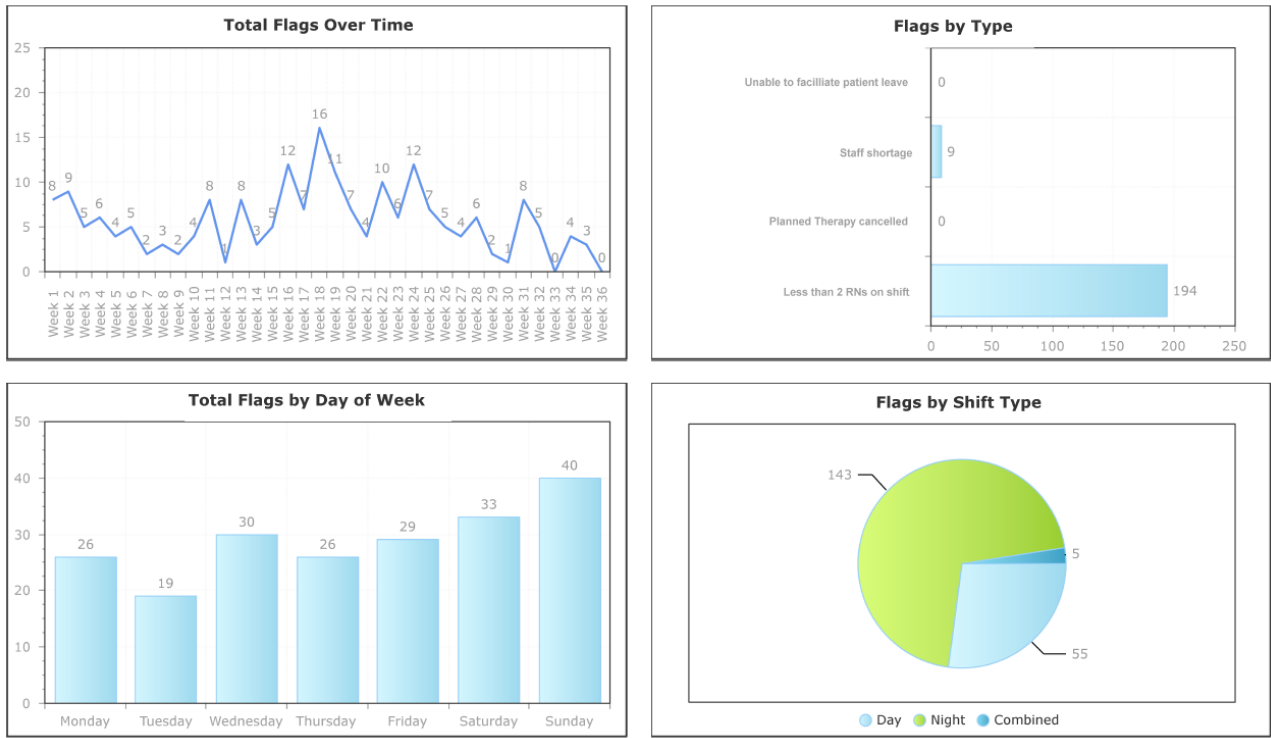 Total Flags Over Time
25
20
15
10
5
0
8 9 5 6 4 5 2 3 2 4 8 1 8 3 5 12 7 16 11 7 4 10 6 12 7 5 4 6 2 1 8 5 0 4 3 0
Week 1 Week 2 Week 3 Week 4 Week 5 Week 6 Week 7 Week 8 Week 9 Week 10 Week 11 Week 12 Week 13 Week 14 Week 15 Week 16 Week 17 Week 18 Week 19 Week 20 Week 21 Week 22 Week 23 Week 24 Week 25 Week 26 Week 27 Week 28 Week 29 Week 30 Week 31 Week 32 Week 33 Week 34 Week 35 Week 36
Flags by Type
Unable to facilliate patient leave 0
Staff shortage 9
Planned Therapy cancelled 0
Less than 2 RNs on shift 194
0 50 100 150 200 250
Total Flags by Day of Week
50
40
30
20
10
0
26 19 30 26 29 33 40
Monday Tuesday Wednesday Thursday Friday Saturday Sunday
Flags by Shift Type
143
5
55
Day Night Combined